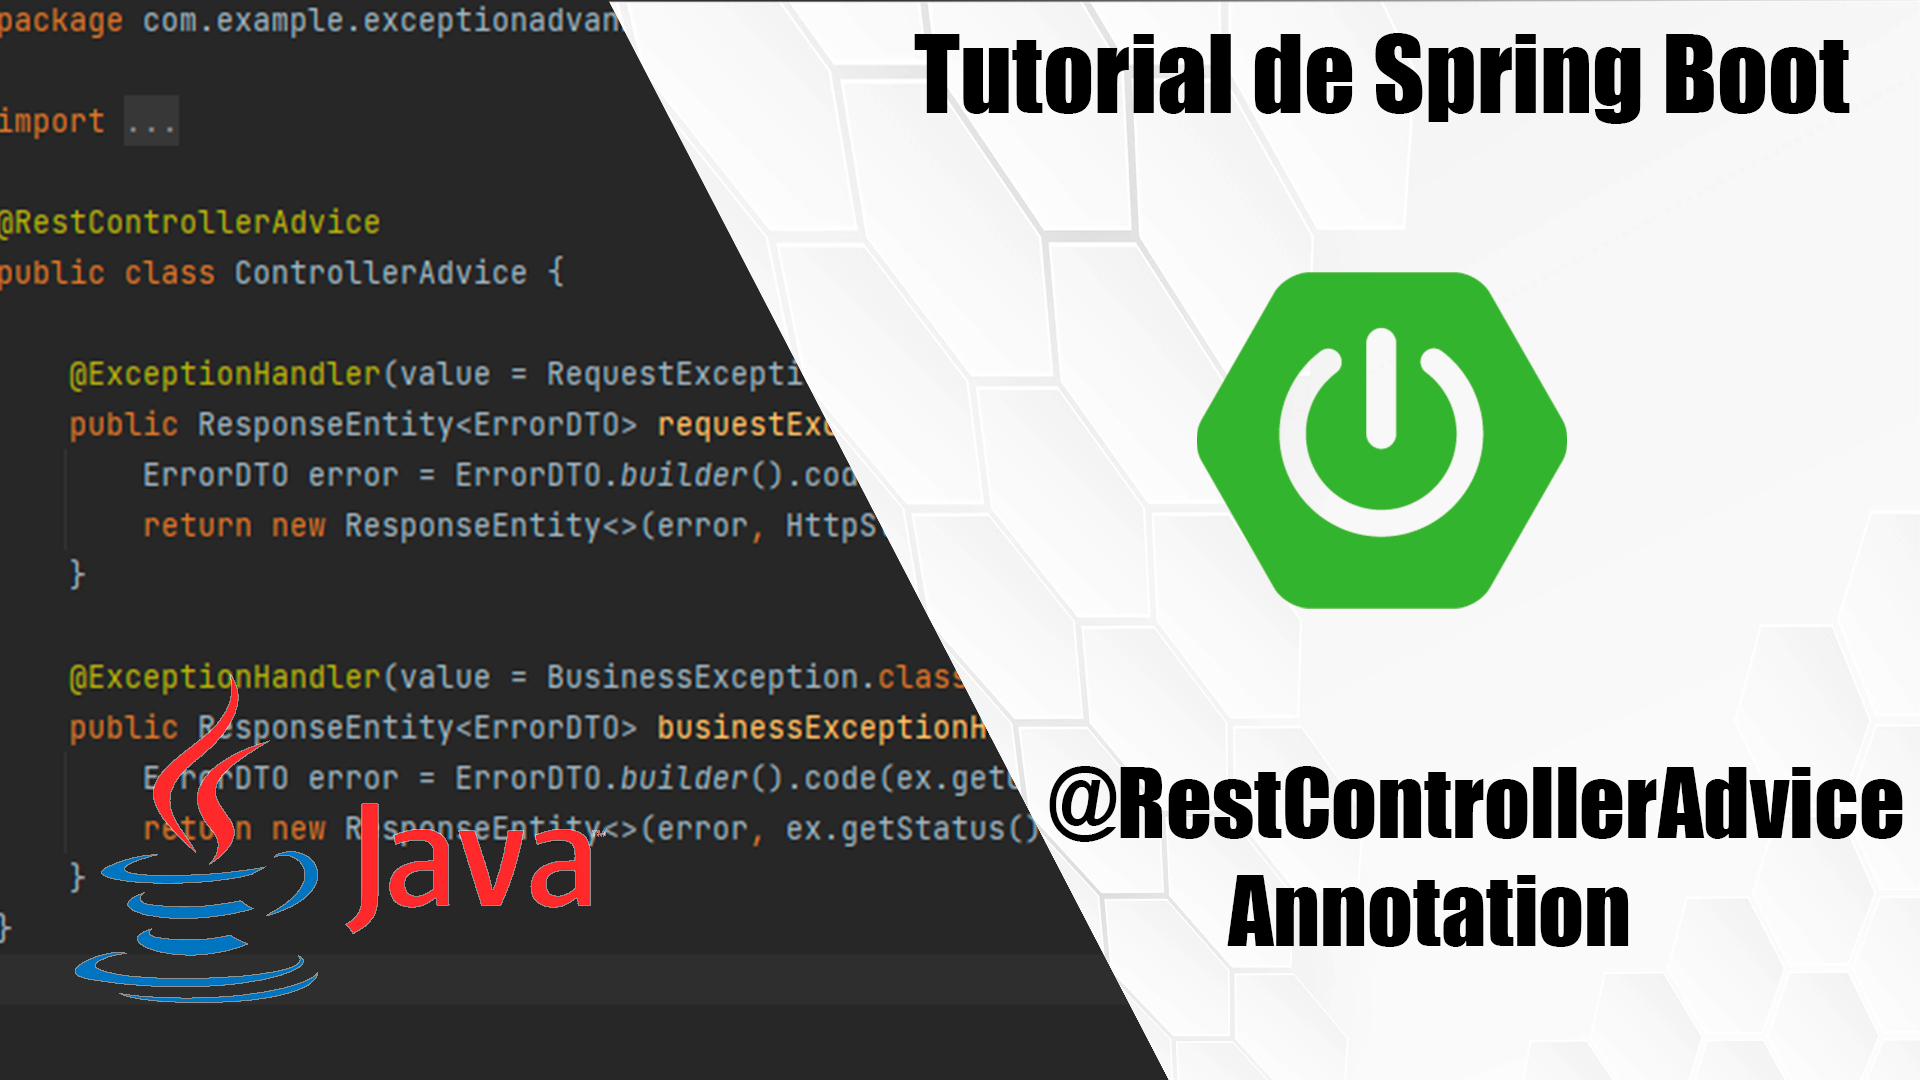 package com.example.exceptionadvan
import ...
@RestControllerAdvice
public class ControllerAdvice {
@ExceptionHandler(value = RequestExcepti
public ResponseEntity<ErrorDTO> requestExc
ErrorDTO error = ErrorDTO.builder().cod
return new ResponseEntity<>(error, HttpS
}
@ExceptionHandler(value = BusinessException.class
public ResponseEntity<ErrorDTO> businessExceptionH
ErrorDTO error = ErrorDTO.builder().code(ex.get
return new ResponseEntity<>(error, ex.getStatus()
}
}
Java
Tutorial de Spring Boot
@RestControllerAdvice
Annotation